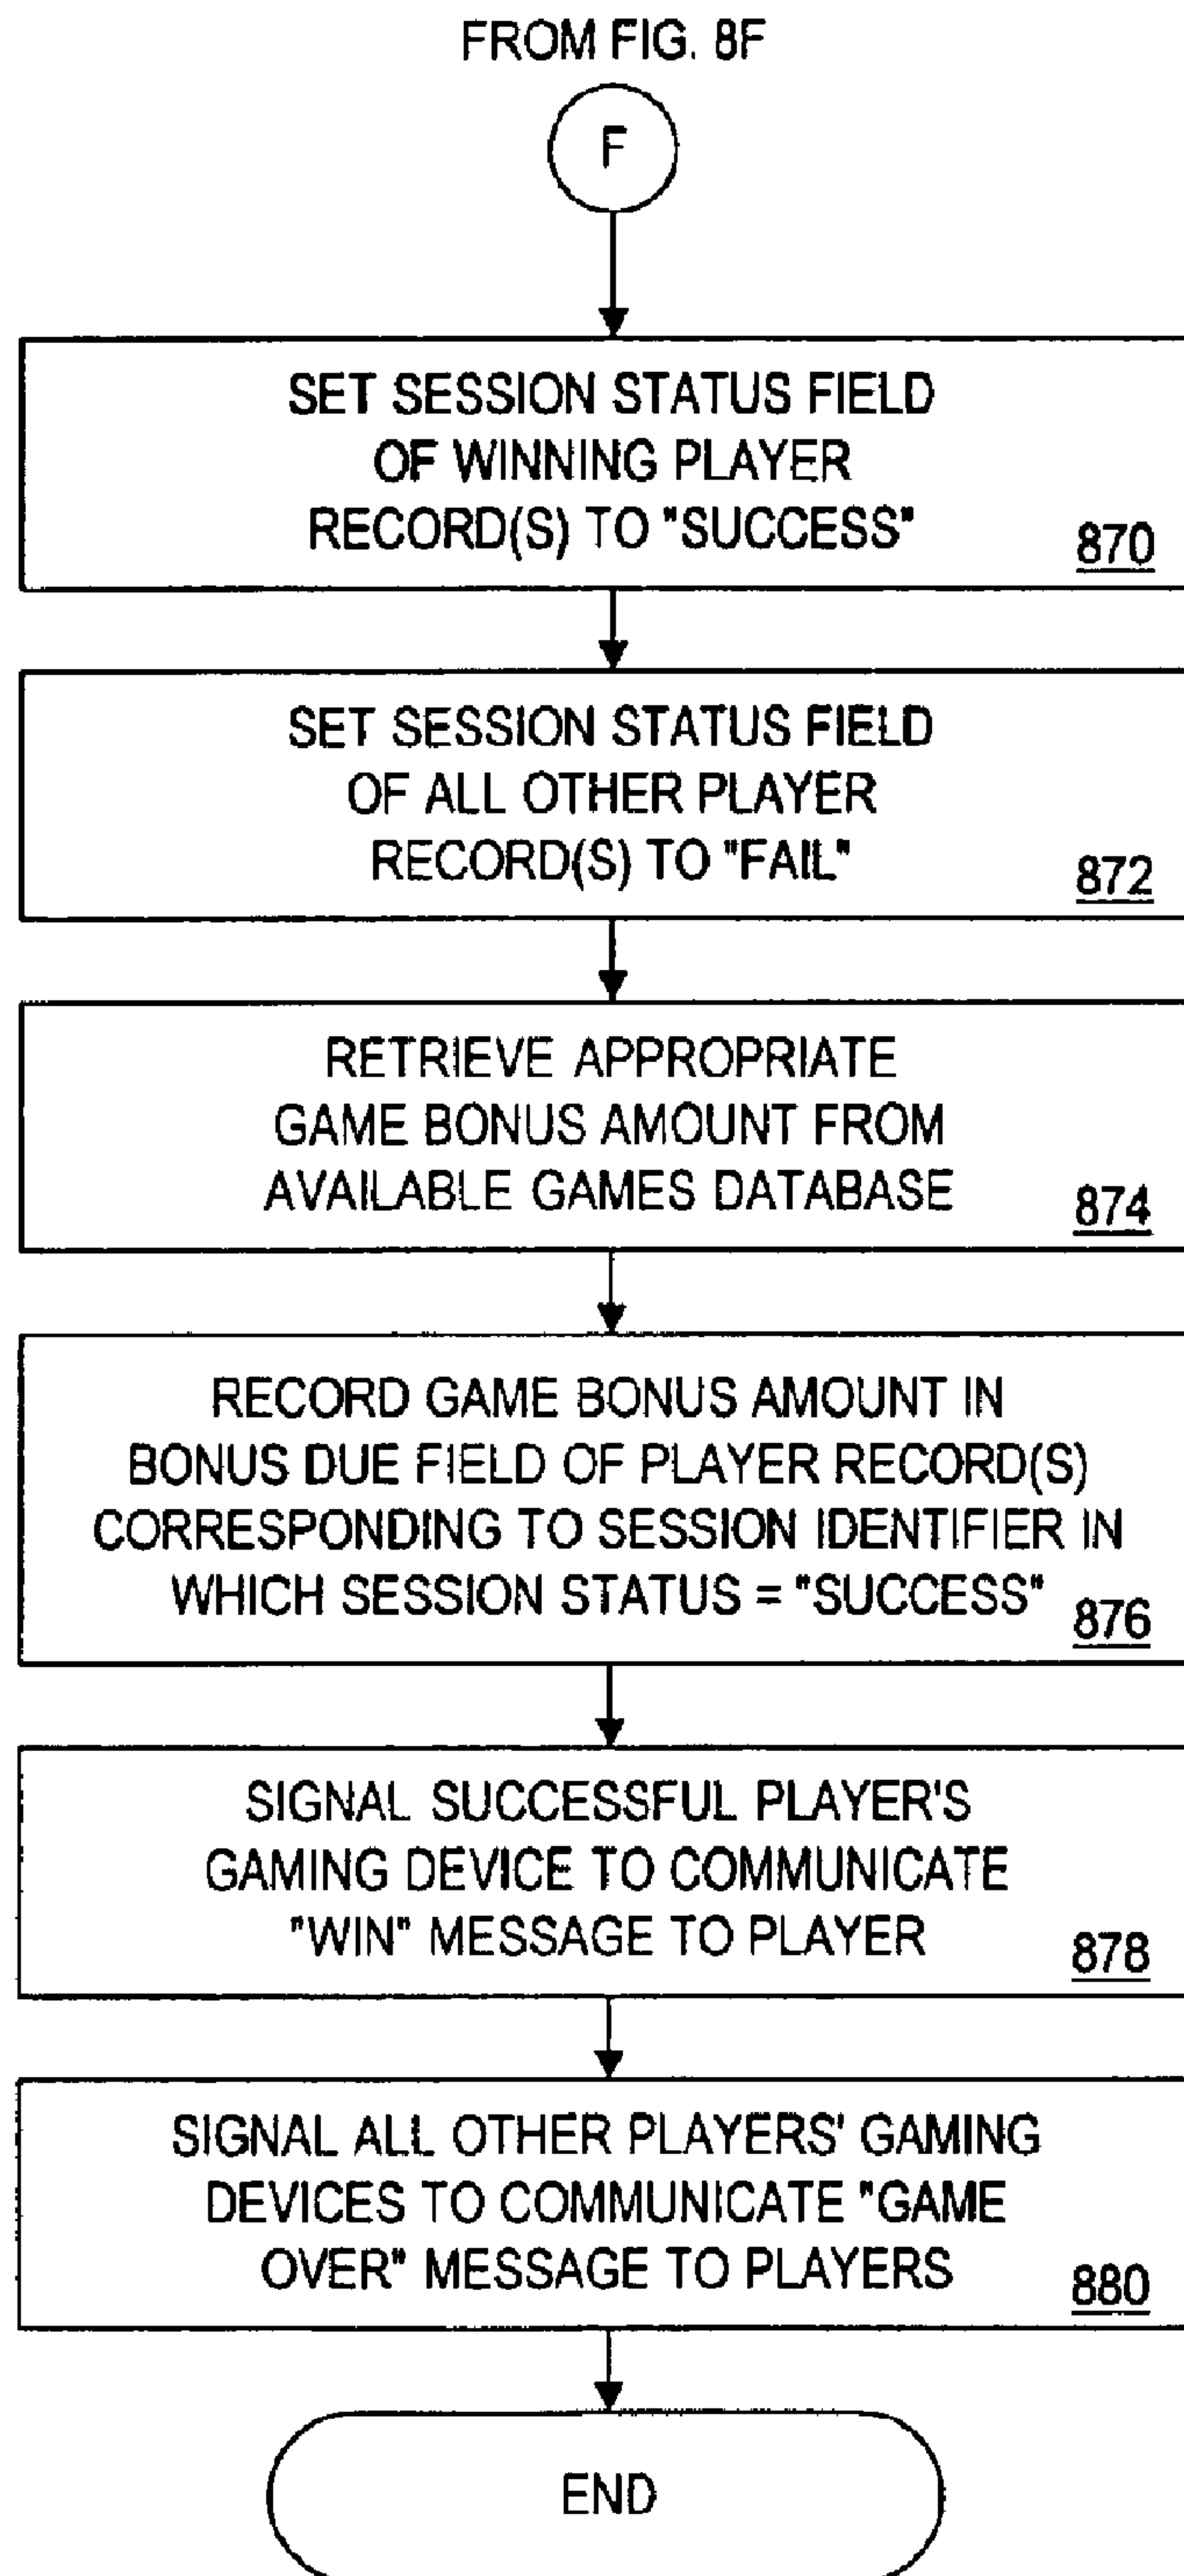 FROM FIG. 8F
F
SET SESSION STATUS FIELD
OF WINNING PLAYER
RECORD(S) TO "SUCCESS"
870
SET SESSION STATUS FIELD
OF ALL OTHER PLAYER
RECORD(S) TO "FAIL"
872
RETRIEVE APPROPRIATE
GAME BONUS AMOUNT FROM
AVAILABLE GAMES DATABASE
874
RECORD GAME BONUS AMOUNT IN
BONUS DUE FIELD OF PLAYER RECORD(S)
CORRESPONDING TO SESSION IDENTIFIER IN
WHICH SESSION STATUS = "SUCCESS"
876
SIGNAL SUCCESSFUL PLAYER'S
GAMING DEVICE TO COMMUNICATE
"WIN" MESSAGE TO PLAYER
878
SIGNAL ALL OTHER PLAYERS' GAMING
DEVICES TO COMMUNICATE "GAME
OVER" MESSAGE TO PLAYERS
880
END